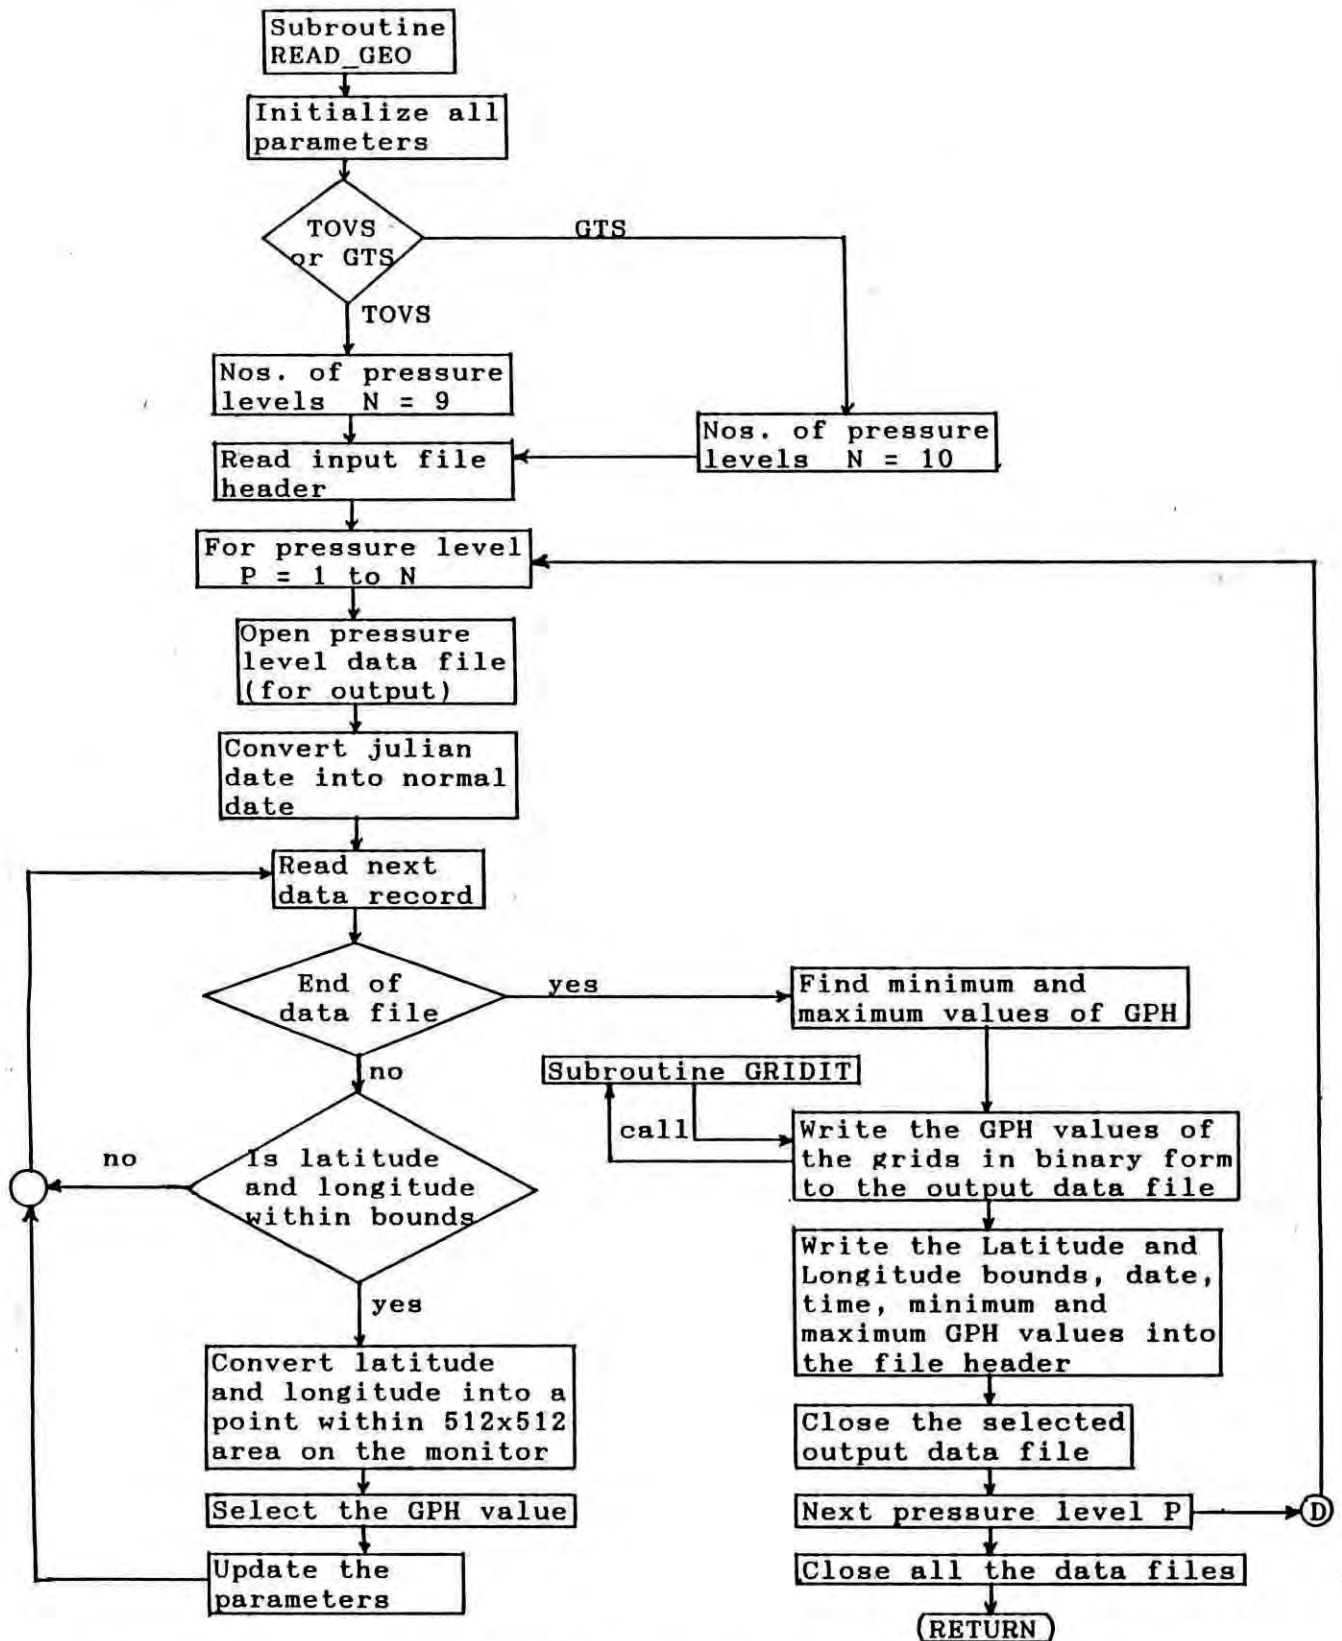 Subroutine
READ_GEO
Initialize all
parameters
TOVS
or GTS
GTS
TOVS
Nos. of pressure
levels N = 9
Nos. of pressure
levels N = 10
Read input file
header
For pressure level
P = 1 to N
Open pressure
level data file
(for output)
Convert julian
date into normal
date
Read next
data record
End of
data file
yes
no
Find minimum and
maximum values of GPH
Subroutine GRIDIT
call
Write the GPH values of
the grids in binary form
to the output data file
Is latitude
and longitude
within bounds
no
yes
Write the Latitude and
Longitude bounds, date,
time, minimum and
maximum GPH values into
the file header
Convert latitude
and longitude into a
point within 512x512
area on the monitor
Close the selected
output data file
Select the GPH value
Next pressure level P
D
Update the
parameters
Close all the data files
RETURN